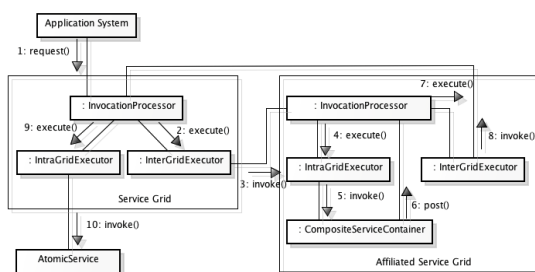 Application System
1: request()
7: execute()
: InvocationProcessor
: InvocationProcessor
9: execute()
2: execute()
4: execute()
8: invoke()
: IntraGridExecutor
: InterGridExecutor
: IntraGridExecutor
: InterGridExecutor
3: invoke()
5: invoke()
Service Grid
6: post()
10: invoke()
: CompositeServiceContainer
AtomicService
Affiliated Service Grid